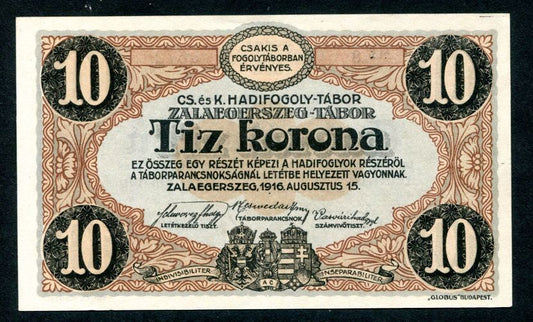 CSAKIS A
FOGOLYTÁBORBAN
ÉRVÉNYES.
10 10
CS. és K. HADIFOGOLY-TÁBOR
ZALAEGERSZEG-TÁBOR
Tiz korona
EZ ÖSSZEG EGY RÉSZÉT KÉPEZI A HADIFOGLYOK RÉSZÉRŐL
A TÁBORPARANCSNOKSÁGNÁL LETÉTBE HELYEZETT VAGYONNAK.
ZALAEGERSZEG, 1916. AUGUSZTUS 15.
LETÉTKEZELŐ TISZT. TÁBORPARANCSNOK. SZÁMVIVŐTISZT.
10 10
INDIVISIBILITER AC INSEPARABILITER
„GLOBUS" BUDAPEST.